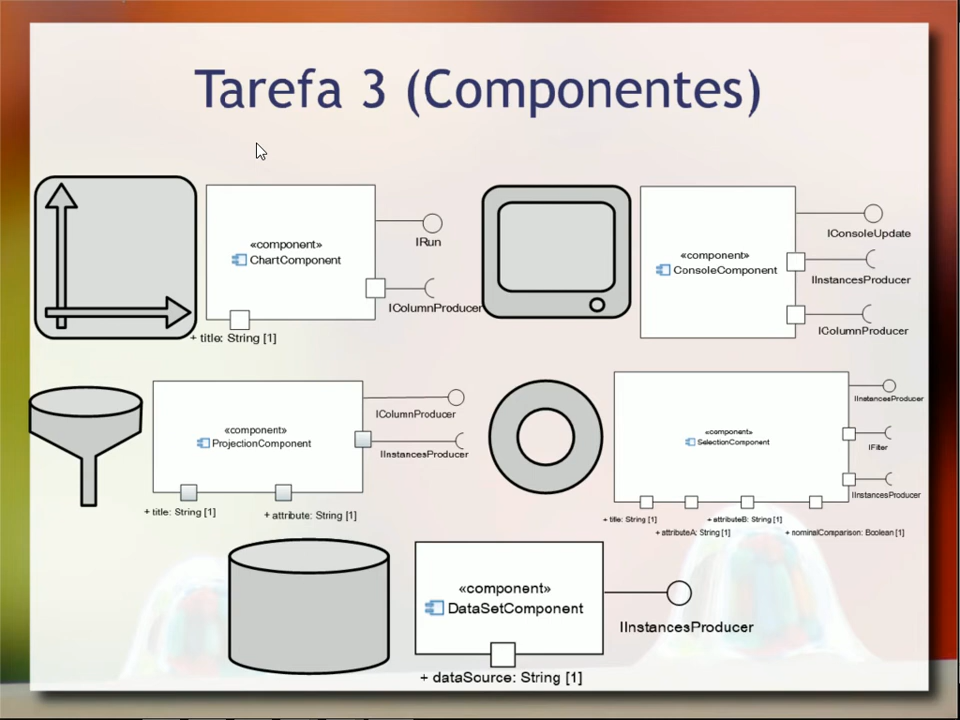 Tarefa 3 (Componentes)
«component»
ChartComponent
IRun
IColumnProducer
+ title: String [1]
«component»
ConsoleComponent
IConsoleUpdate
IInstancesProducer
IColumnProducer
«component»
ProjectionComponent
IColumnProducer
IInstancesProducer
+ title: String [1]
+ attribute: String [1]
«component»
SelectionComponent
IInstancesProducer
IFilter
IInstancesProducer
+ title: String [1]
+ attributeB: String [1]
+ attributeA: String [1]
+ nominalComparison: Boolean [1]
«component»
DataSetComponent
IInstancesProducer
+ dataSource: String [1]